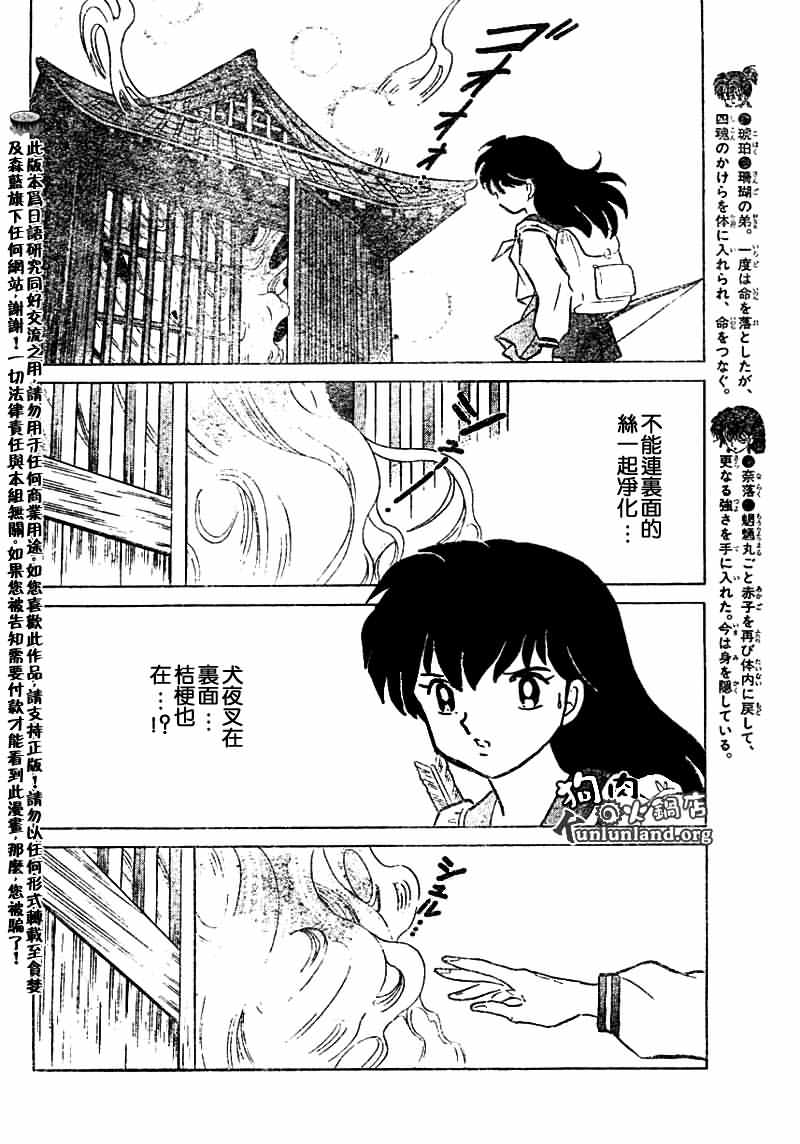 ゴオオオ…
琥珀 珊瑚の弟。一度は命を落としたが、
四魂のかけらを体に入れられ、命をつなぐ。
奈落 魍魎丸ごと赤子を再び体内に戻して、
更なる強さを手に入れた。今は身を隠している。
不能連裏面的
絲一起凈化…
犬夜叉在
裏面…
桔梗也
在…!?
狗肉火鍋店
Kunlunland.org
シュル…
此版本爲日語研究同好交流之用,請勿用于任何商業用途。如您喜歡此作品,請支持正版!請勿以任何形式轉載至貪婪
及森藍旗下任何網站,謝謝!一切法律責任與本組無關。如果您被告知需要付款才能看到此漫畫,那麼,您被騙了!